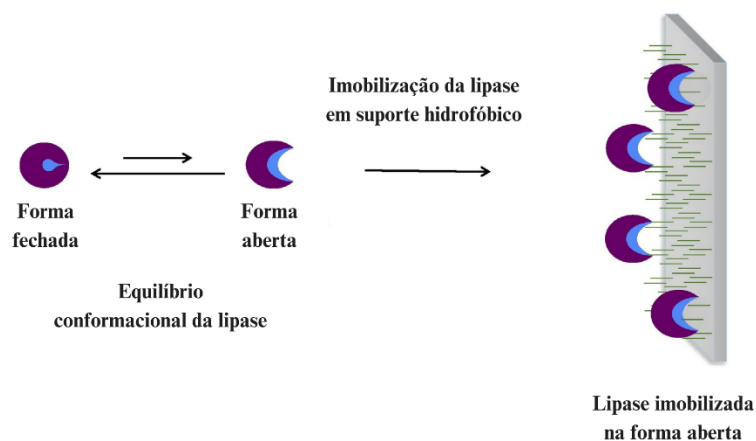 Imobilização da lipase
em suporte hidrofóbico
Forma
fechada
Forma
aberta
Equilíbrio
conformacional da lipase
Lipase imobilizada
na forma aberta